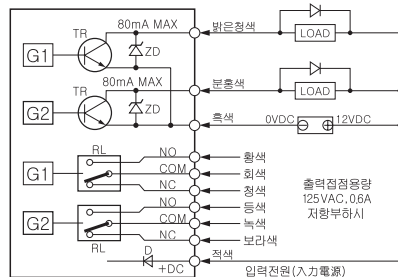 80mA MAX
TR
G1
ZD
밝은청색
LOAD
80mA MAX
TR
G2
ZD
분홍색
LOAD
흑색
0VDC
12VDC
RL
G1
NO
COM
NC
황색
회색
청색
G2
RL
NO
COM
NC
등색
녹색
보라색
출력접점용량
125VAC, 0.6A
저항부하시
D
+DC
적색
입력전원(入力電源)